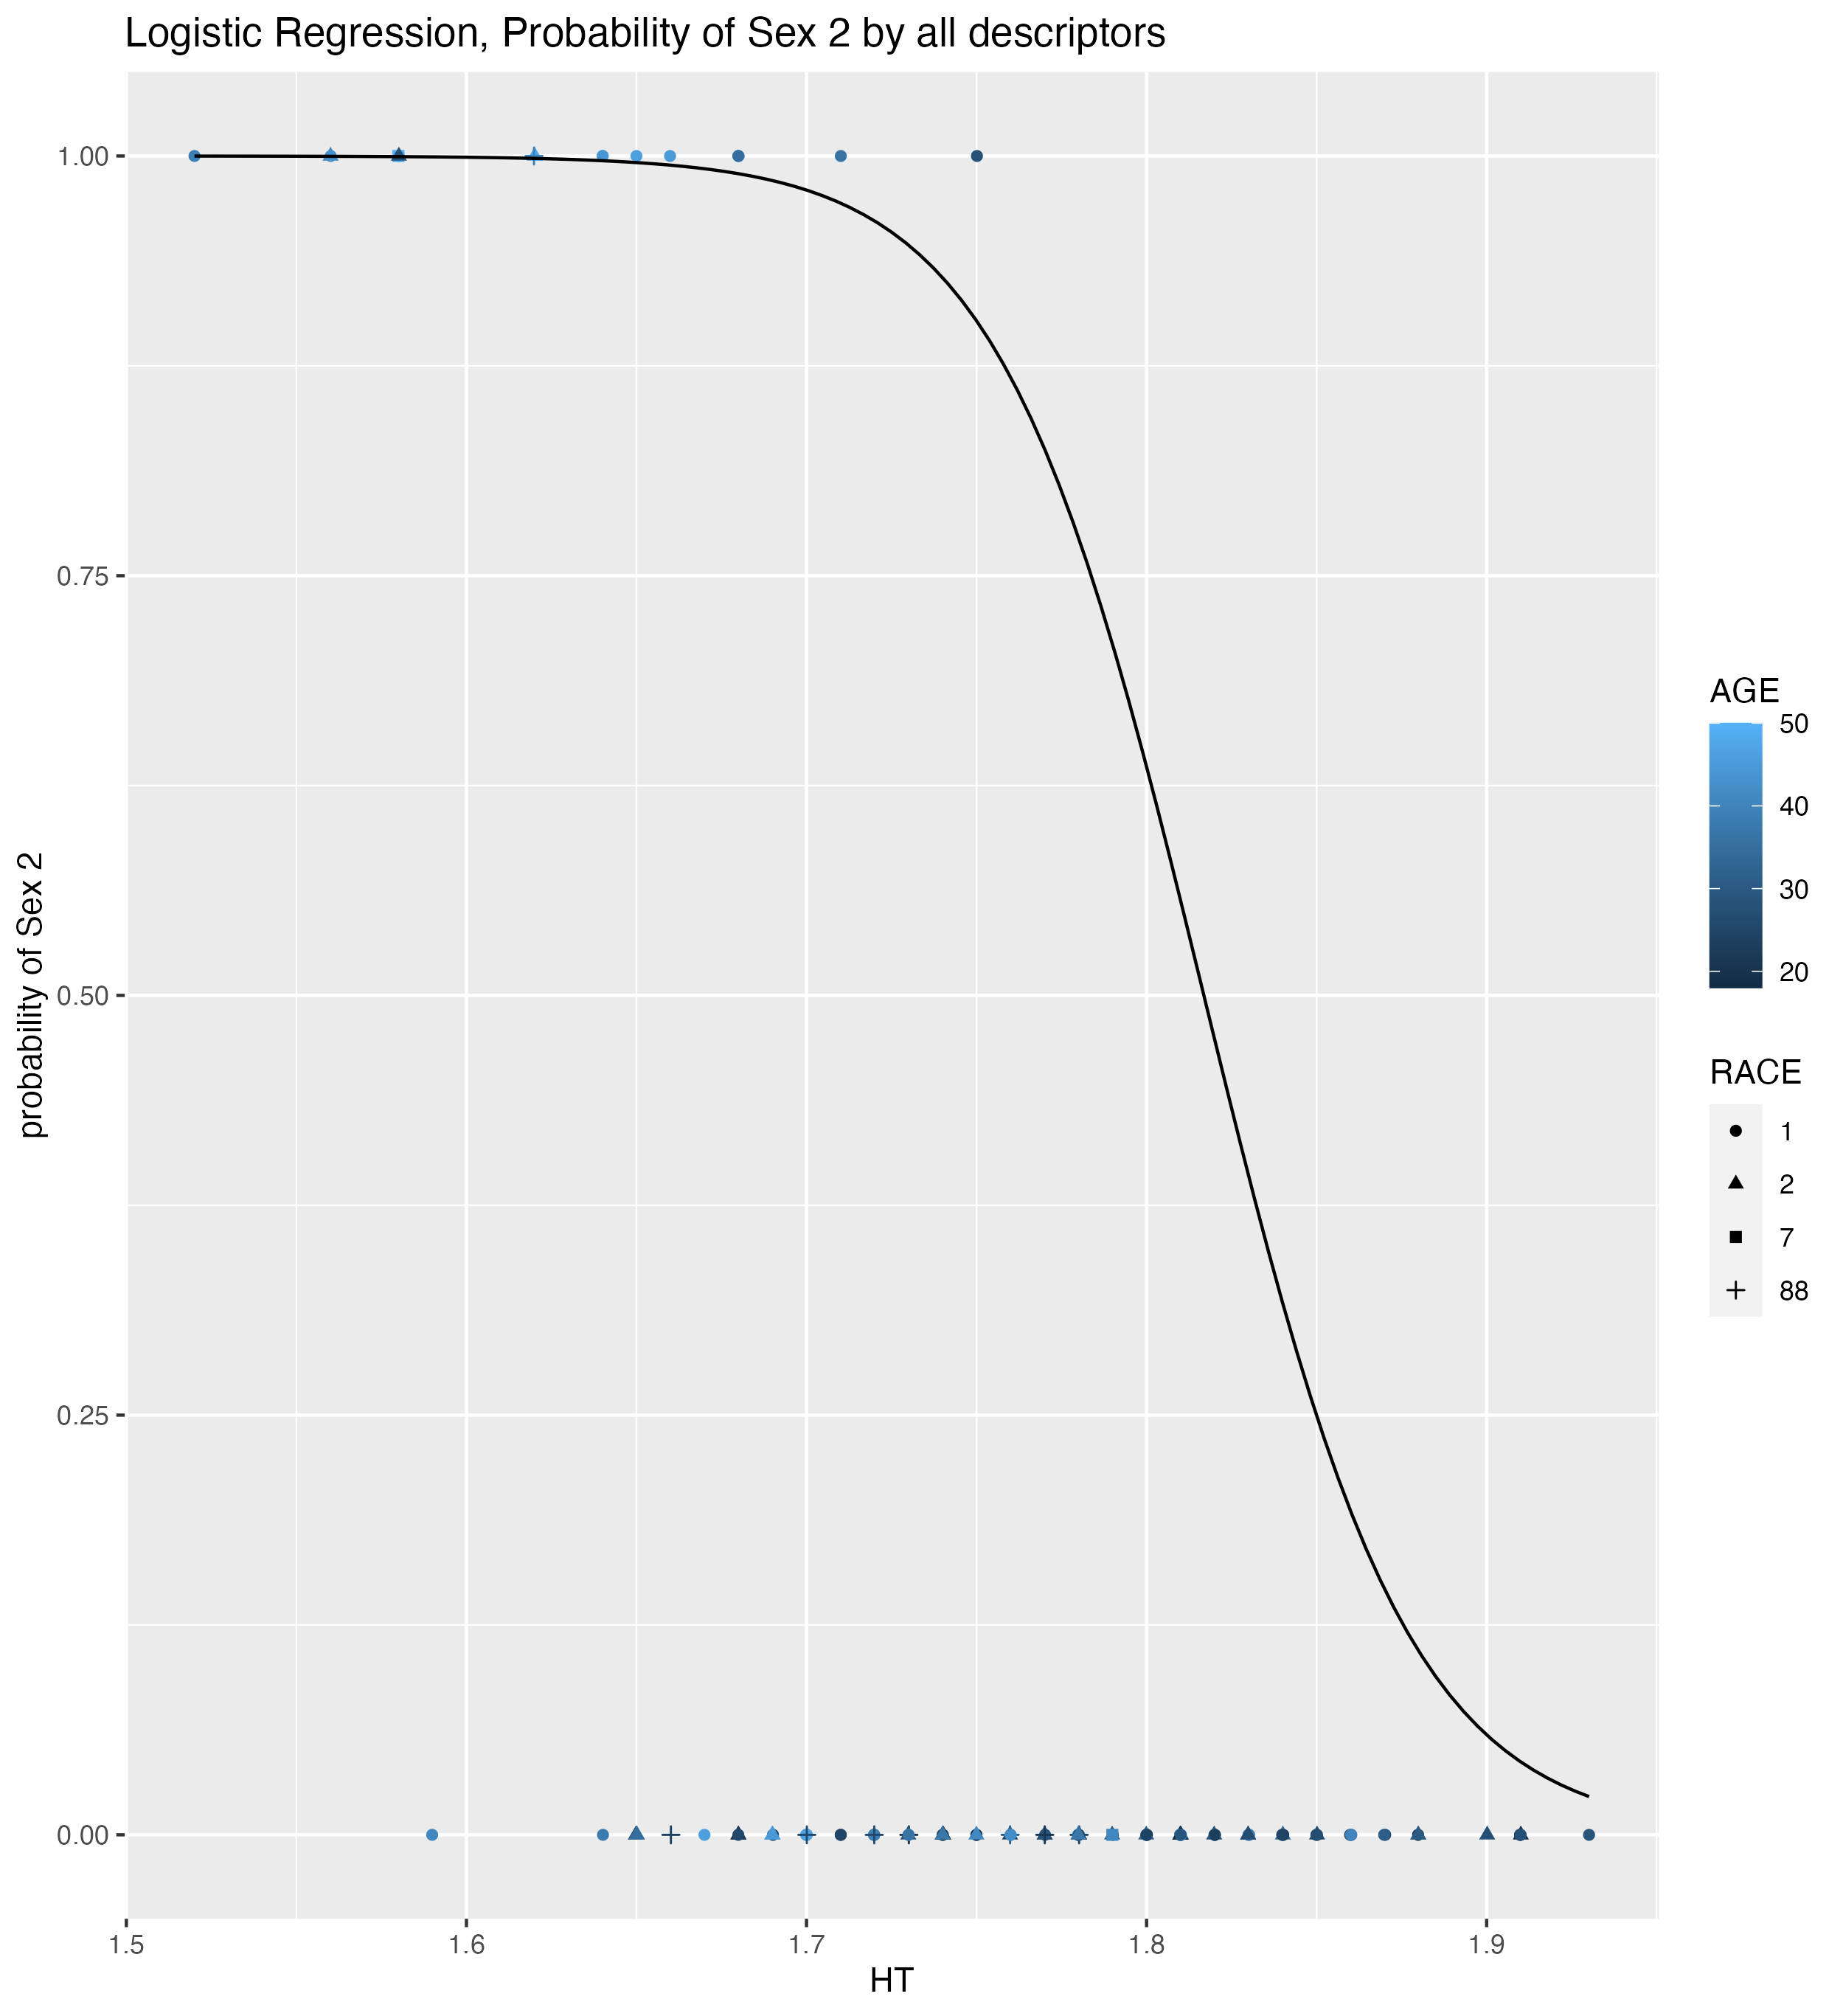 Logistic Regression, Probability of Sex 2 by all descriptors
probability of Sex 2
1.00
0.75
0.50
0.25
0.00
1.5 1.6 1.7 1.8 1.9
HT
AGE
50
40
30
20
RACE
1
2
7
88